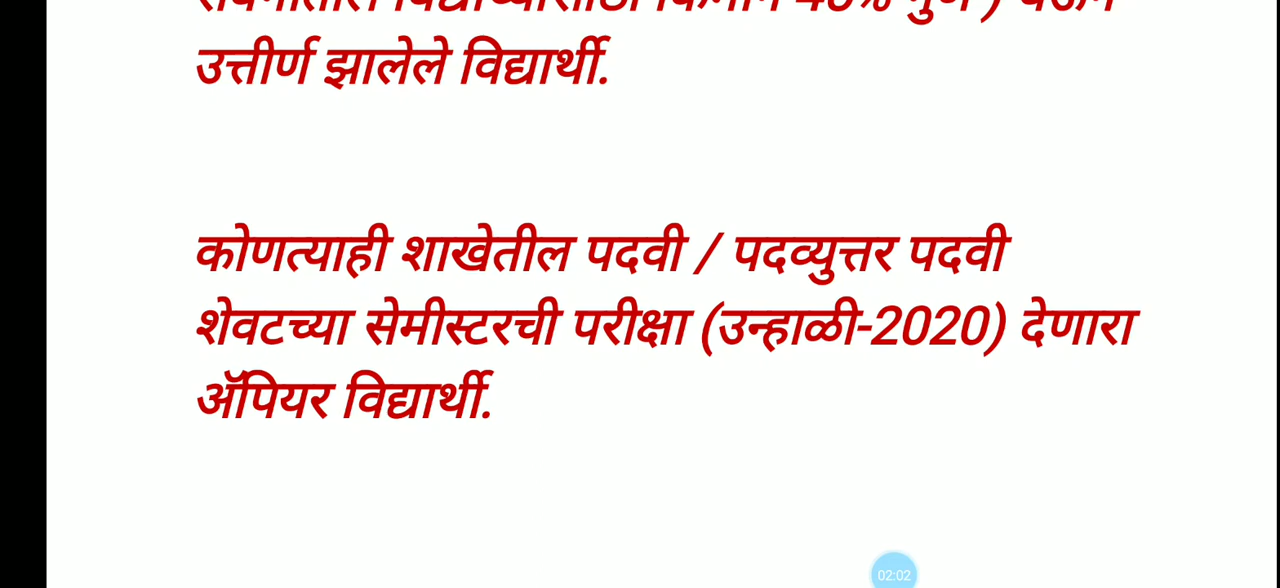 उत्तीर्ण झालेले विद्यार्थी.
कोणत्याही शाखेतील पदवी / पदव्युत्तर पदवी
शेवटच्या सेमीस्टरची परीक्षा (उन्हाळी-2020) देणारा
ॲपियर विद्यार्थी.
02:02